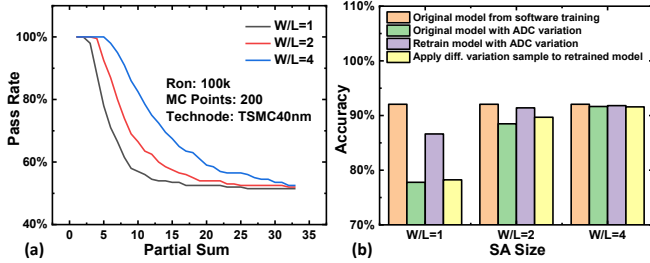 100%
80%
60%
40%
Pass Rate
W/L=1
W/L=2
W/L=4
Ron: 100k
MC Points: 200
Technode: TSMC40nm
0 5 10 15 20 25 30 35
(a)
Partial Sum
Original model from software training
Original model with ADC variation
Retrain model with ADC variation
Apply diff. variation sample to retrained model
110%
100%
90%
80%
70%
Accuracy
W/L=1 W/L=2 W/L=4
(b)
SA Size